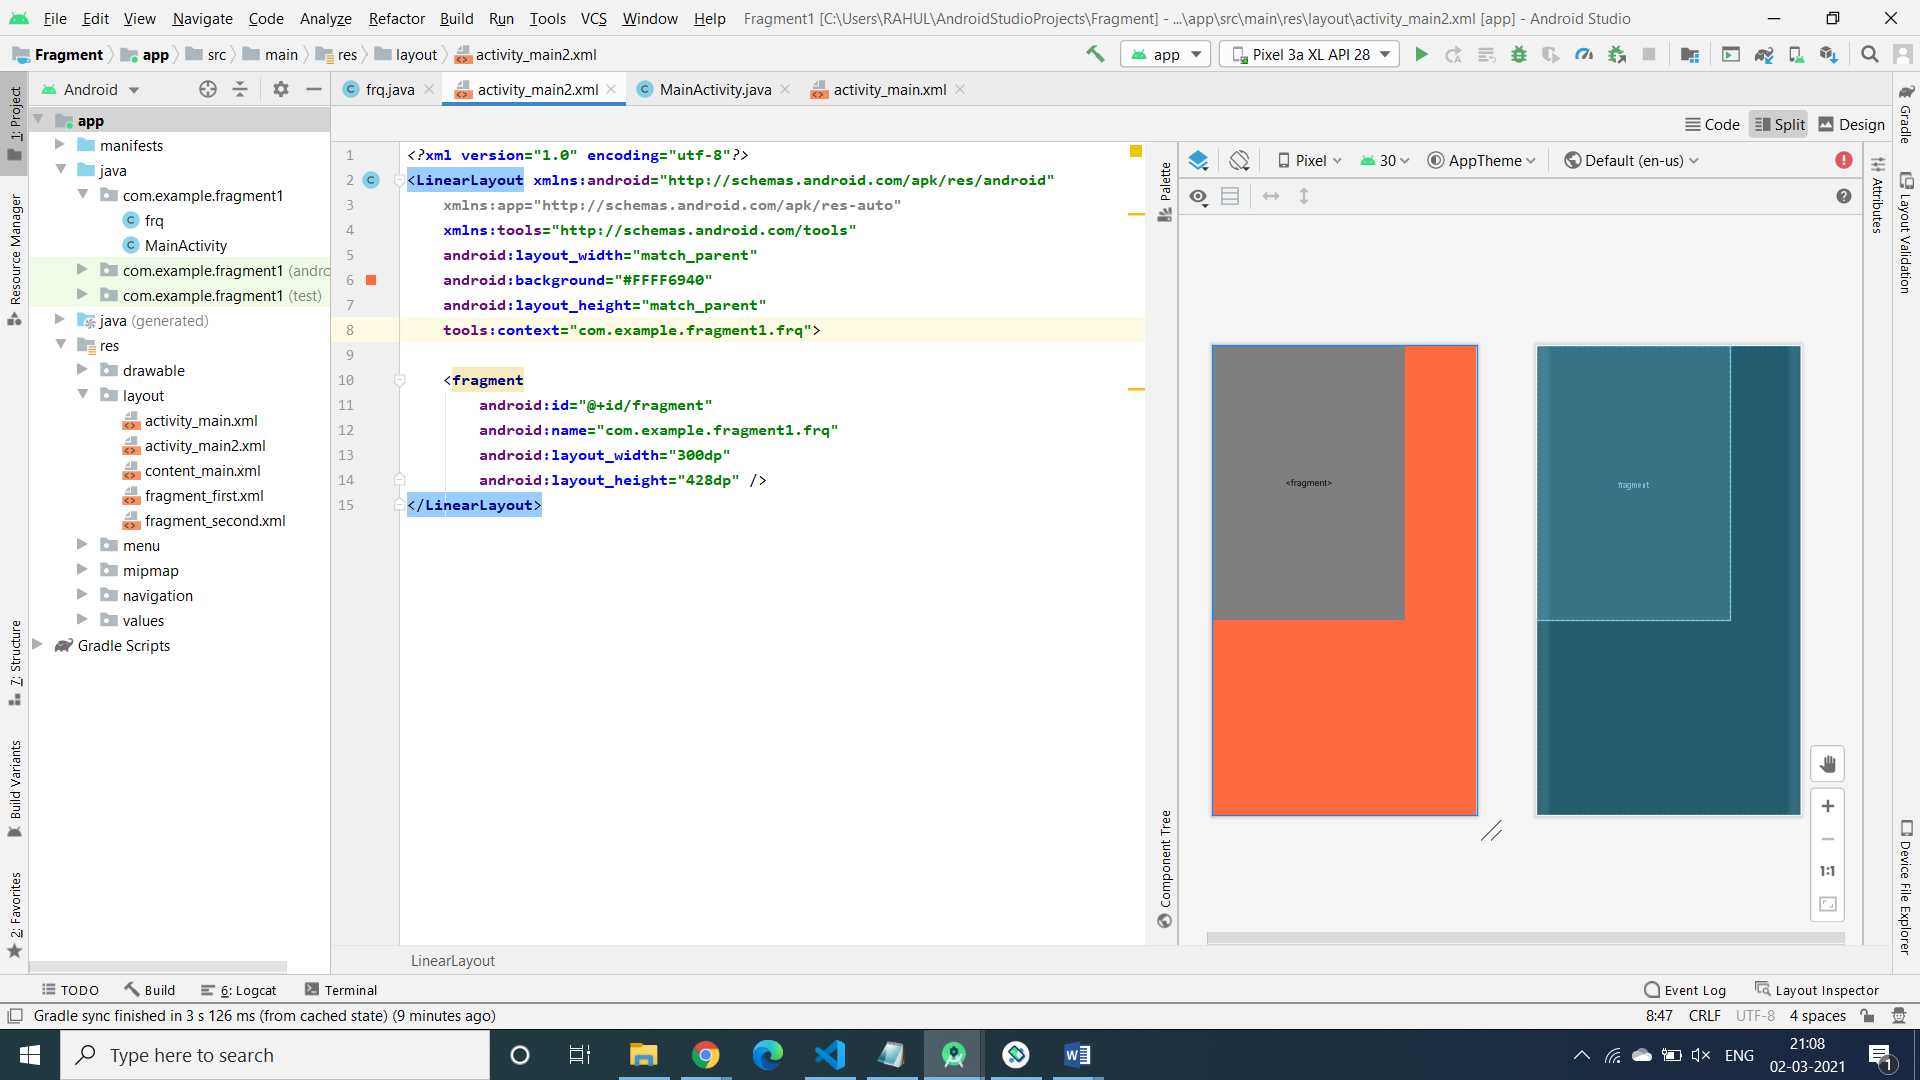 File Edit View Navigate Code Analyze Refactor Build Run Tools VCS Window Help Fragment1 [C:\Users\RAHUL\AndroidStudioProjects\Fragment] - ...\app\src\main\res\layout\activity_main2.xml [app] - Android Studio
Fragment app src main res layout activity_main2.xml app Pixel 3a XL API 28
Android frq.java activity_main2.xml MainActivity.java activity_main.xml
Code Split Design
1: Project
Resource Manager
7: Structure
Build Variants
2: Favorites
app
manifests
java
com.example.fragment1
frq
MainActivity
com.example.fragment1 (andro
com.example.fragment1 (test)
java (generated)
res
drawable
layout
activity_main.xml
activity_main2.xml
content_main.xml
fragment_first.xml
fragment_second.xml
menu
mipmap
navigation
values
Gradle Scripts
1 <?xml version="1.0" encoding="utf-8"?>
2 <LinearLayout xmlns:android="http://schemas.android.com/apk/res/android"
3 xmlns:app="http://schemas.android.com/apk/res-auto"
4 xmlns:tools="http://schemas.android.com/tools"
5 android:layout_width="match_parent"
6 android:background="#FFFF6940"
7 android:layout_height="match_parent"
8 tools:context="com.example.fragment1.frq">
9
10 <fragment
11 android:id="@+id/fragment"
12 android:name="com.example.fragment1.frq"
13 android:layout_width="300dp"
14 android:layout_height="428dp" />
15 </LinearLayout>
LinearLayout
Palette
Component Tree
Pixel 30 AppTheme Default (en-us)
<fragment>
fragment
1:1
Gradle
Attributes
Layout Validation
Device File Explorer
TODO Build 6: Logcat Terminal Event Log Layout Inspector
Gradle sync finished in 3 s 126 ms (from cached state) (9 minutes ago) 8:47 CRLF UTF-8 4 spaces
Type here to search
ENG
21:08
02-03-2021
1